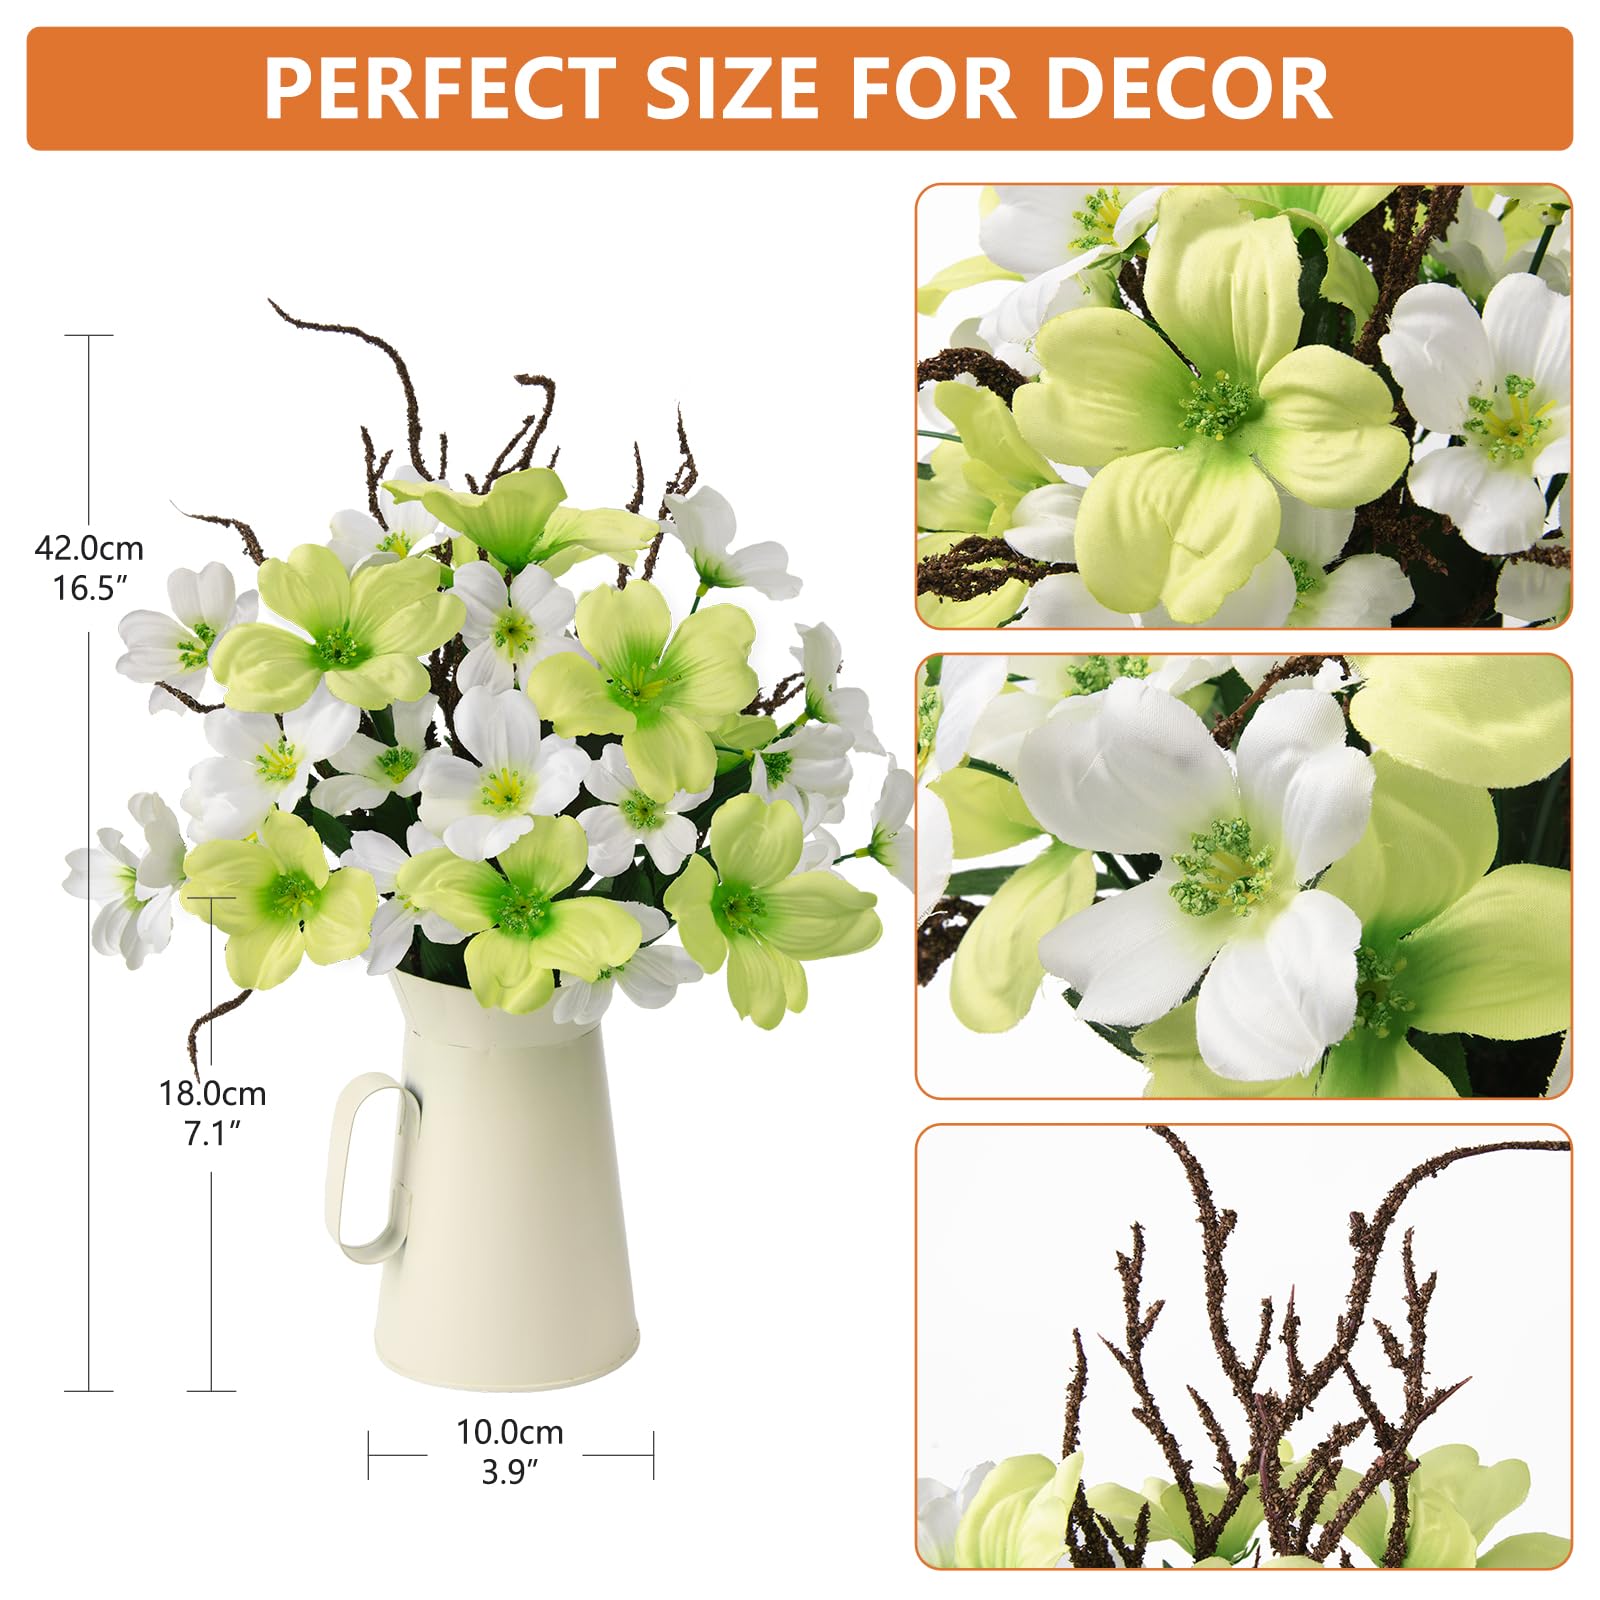 PERFECT SIZE FOR DECOR
42.0cm
16.5”
18.0cm
7.1”
10.0cm
3.9”